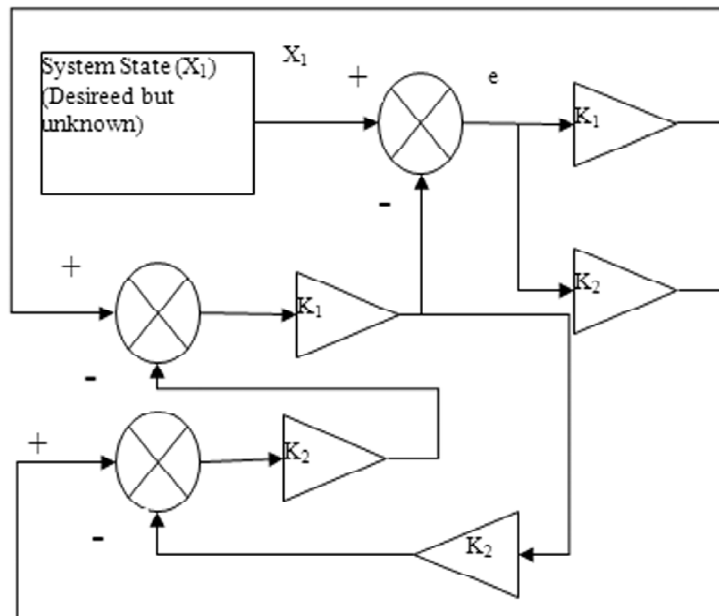 System State (X₁)
(Desireed but
unknown)
X₁
+
e
K₁
-
K₂
+
K₁
-
+
K₂
-
K₂